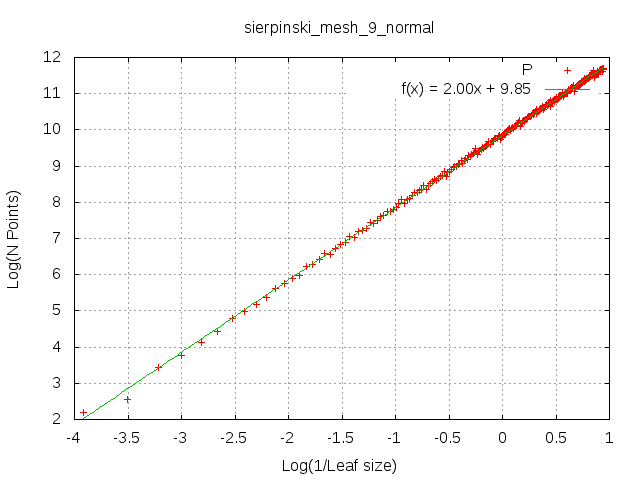 sierpinski_mesh_9_normal
P
f(x) = 2.00x + 9.85
Log(N Points)
12
11
10
9
8
7
6
5
4
3
2
-4 -3.5 -3 -2.5 -2 -1.5 -1 -0.5 0 0.5 1
Log(1/Leaf size)